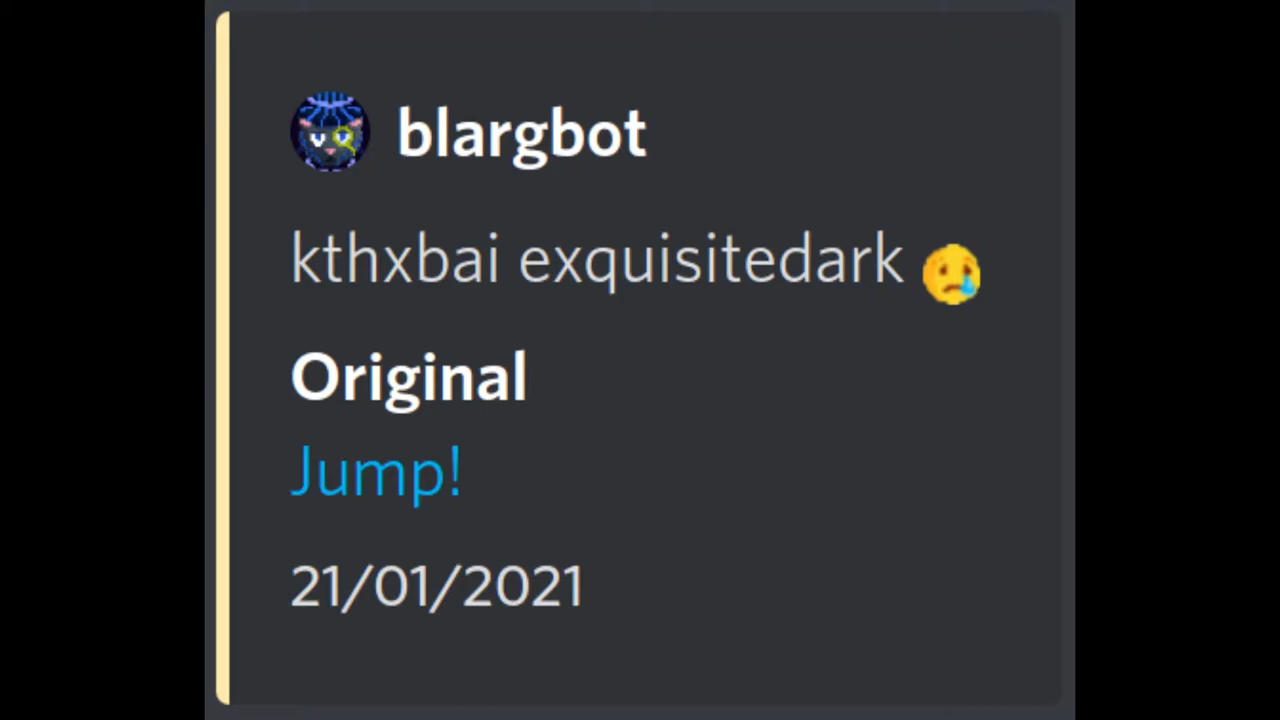 blargbot
kthxbai exquisitedark 😢
Original
Jump!
21/01/2021